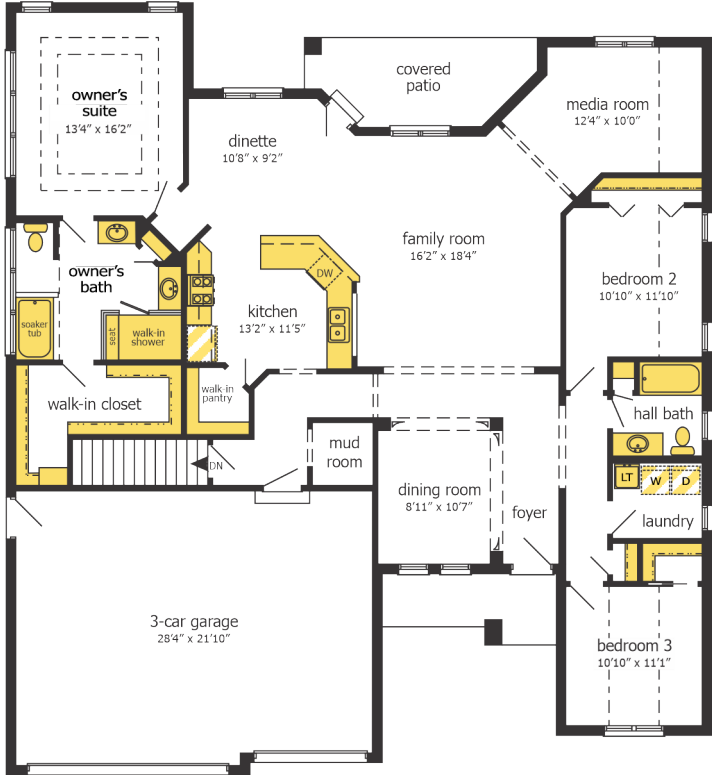 owner's
suite
13'4" x 16'2"
covered
patio
media room
12'4" x 10'0"
dinette
10'8" x 9'2"
family room
16'2" x 18'4"
owner's
bath
DW
bedroom 2
10'10" x 11'10"
kitchen
13'2" x 11'5"
soaker
tub
seat
walk-in
shower
walk-in closet
walk-in
pantry
hall bath
mud
room
DN
dining room
8'11" x 10'7"
foyer
LT
W
D
laundry
3-car garage
28'4" x 21'10"
bedroom 3
10'10" x 11'1"